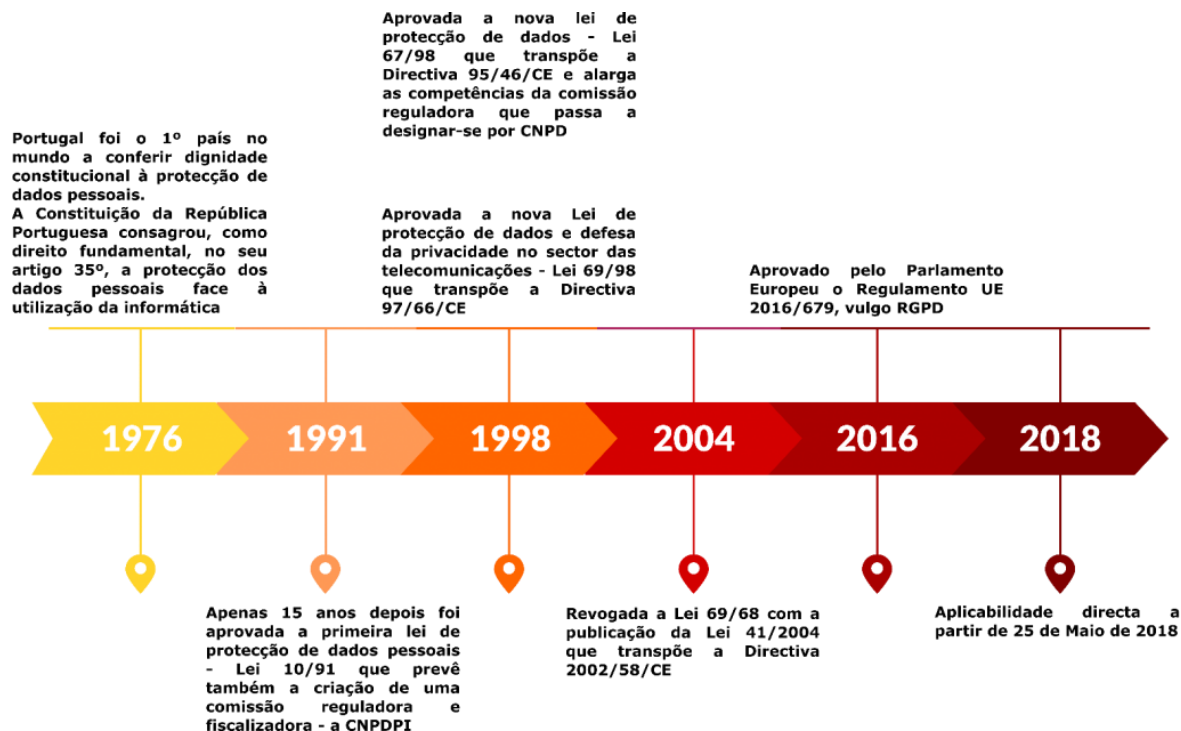 Portugal foi o 1º país no
mundo a conferir dignidade
constitucional à protecção de
dados pessoais.
A Constituição da República
Portuguesa consagrou, como
direito fundamental, no seu
artigo 35º, a protecção dos
dados pessoais face à
utilização da informática
Aprovada a nova lei de
protecção de dados - Lei
67/98 que transpõe a
Directiva 95/46/CE e alarga
as competências da comissão
reguladora que passa a
designar-se por CNPD
Aprovada a nova Lei de
protecção de dados e defesa
da privacidade no sector das
telecomunicações - Lei 69/98
que transpõe a Directiva
97/66/CE
Aprovado pelo Parlamento
Europeu o Regulamento UE
2016/679, vulgo RGPD
1976
1991
1998
2004
2016
2018
Apenas 15 anos depois foi
aprovada a primeira lei de
protecção de dados pessoais
- Lei 10/91 que prevê
também a criação de uma
comissão reguladora e
fiscalizadora - a CNPDPI
Revogada a Lei 69/68 com a
publicação da Lei 41/2004
que transpõe a Directiva
2002/58/CE
Aplicabilidade directa a
partir de 25 de Maio de 2018